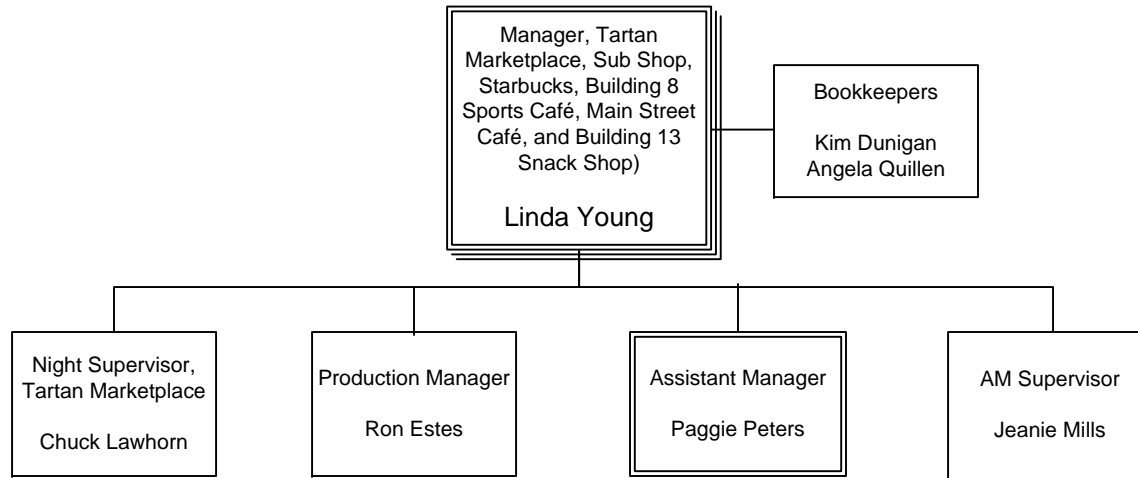 Manager, Tartan
Marketplace, Sub Shop,
Starbucks, Building 8
Sports Café, Main Street
Café, and Building 13
Snack Shop)
Linda Young
Bookkeepers
Kim Dunigan
Angela Quillen
Night Supervisor,
Tartan Marketplace
Chuck Lawhorn
Production Manager
Ron Estes
Assistant Manager
Paggie Peters
AM Supervisor
Jeanie Mills